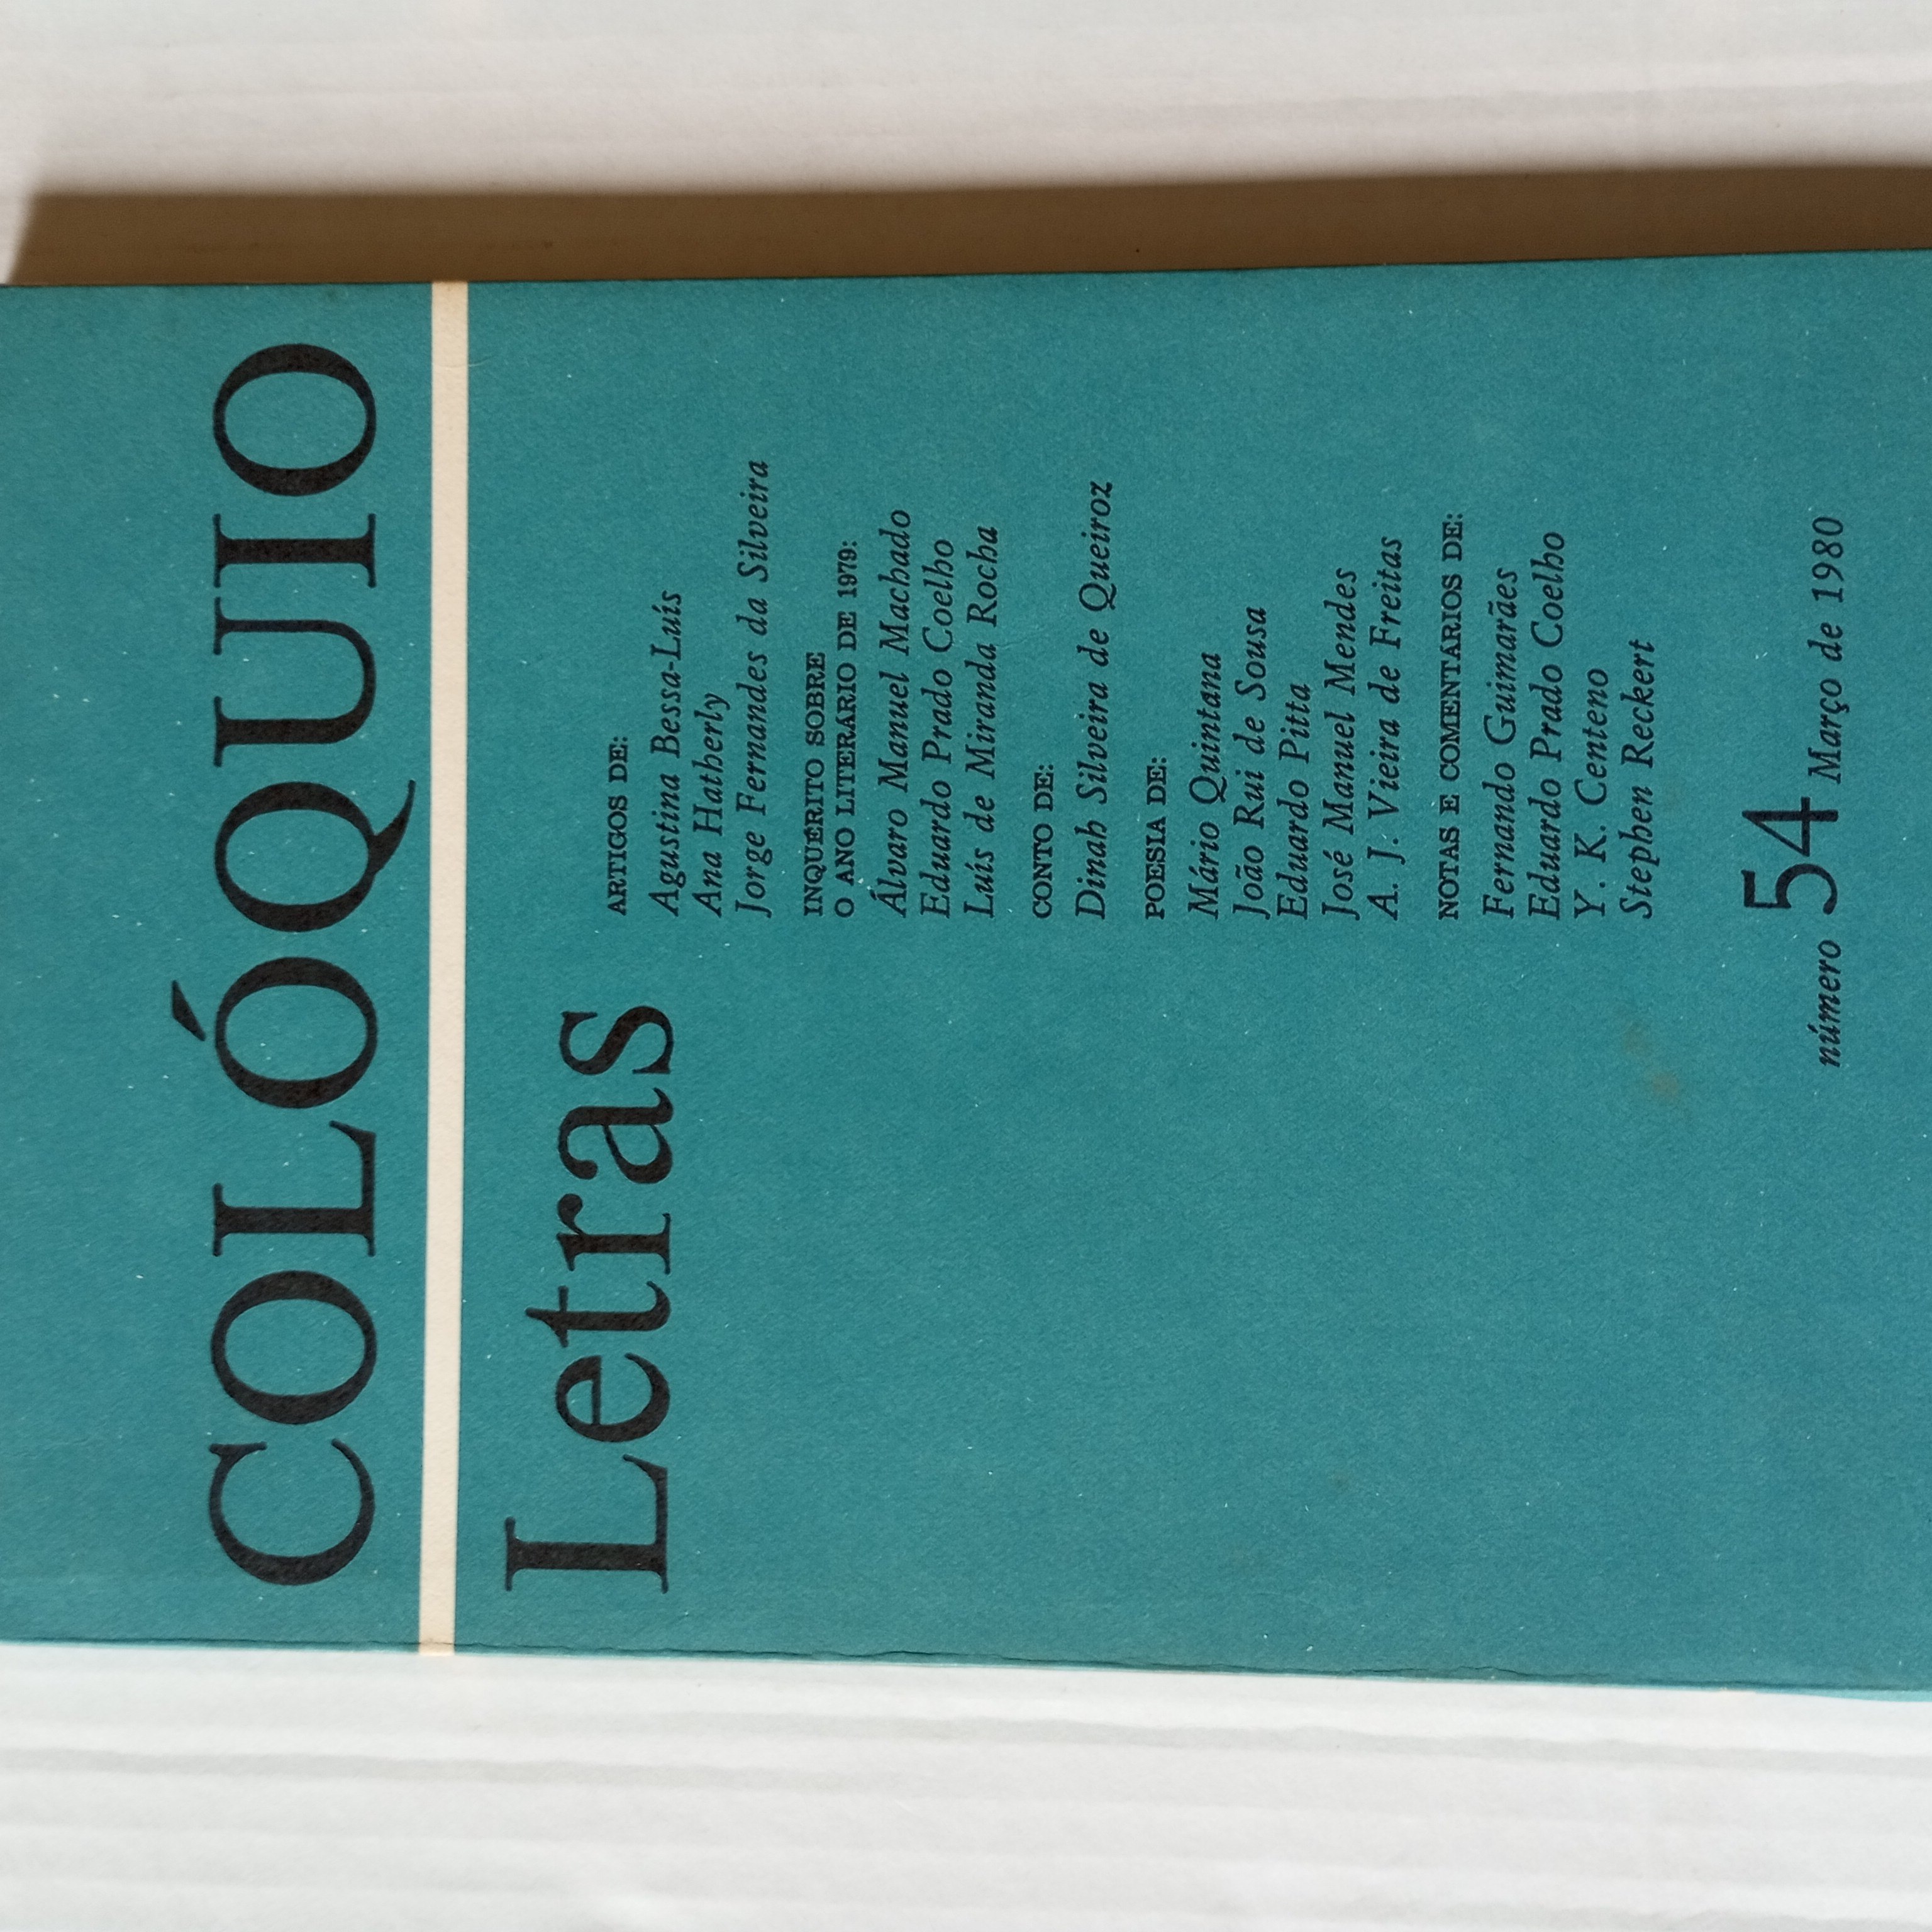 COLÓQUIO
Letras
ARTIGOS DE:
Agustina Bessa-Luís
Ana Hatherly
Jorge Fernandes da Silveira
INQUÉRITO SOBRE
O ANO LITERÁRIO DE 1979:
Álvaro Manuel Machado
Eduardo Prado Coelho
Luís de Miranda Rocha
CONTO DE:
Dinah Silveira de Queiroz
POESIA DE:
Mário Quintana
João Rui de Sousa
Eduardo Pitta
José Manuel Mendes
A. J. Vieira de Freitas
NOTAS E COMENTÁRIOS DE:
Fernando Guimarães
Eduardo Prado Coelho
Y. K. Centeno
Stephen Reckert
número 54 Março de 1980